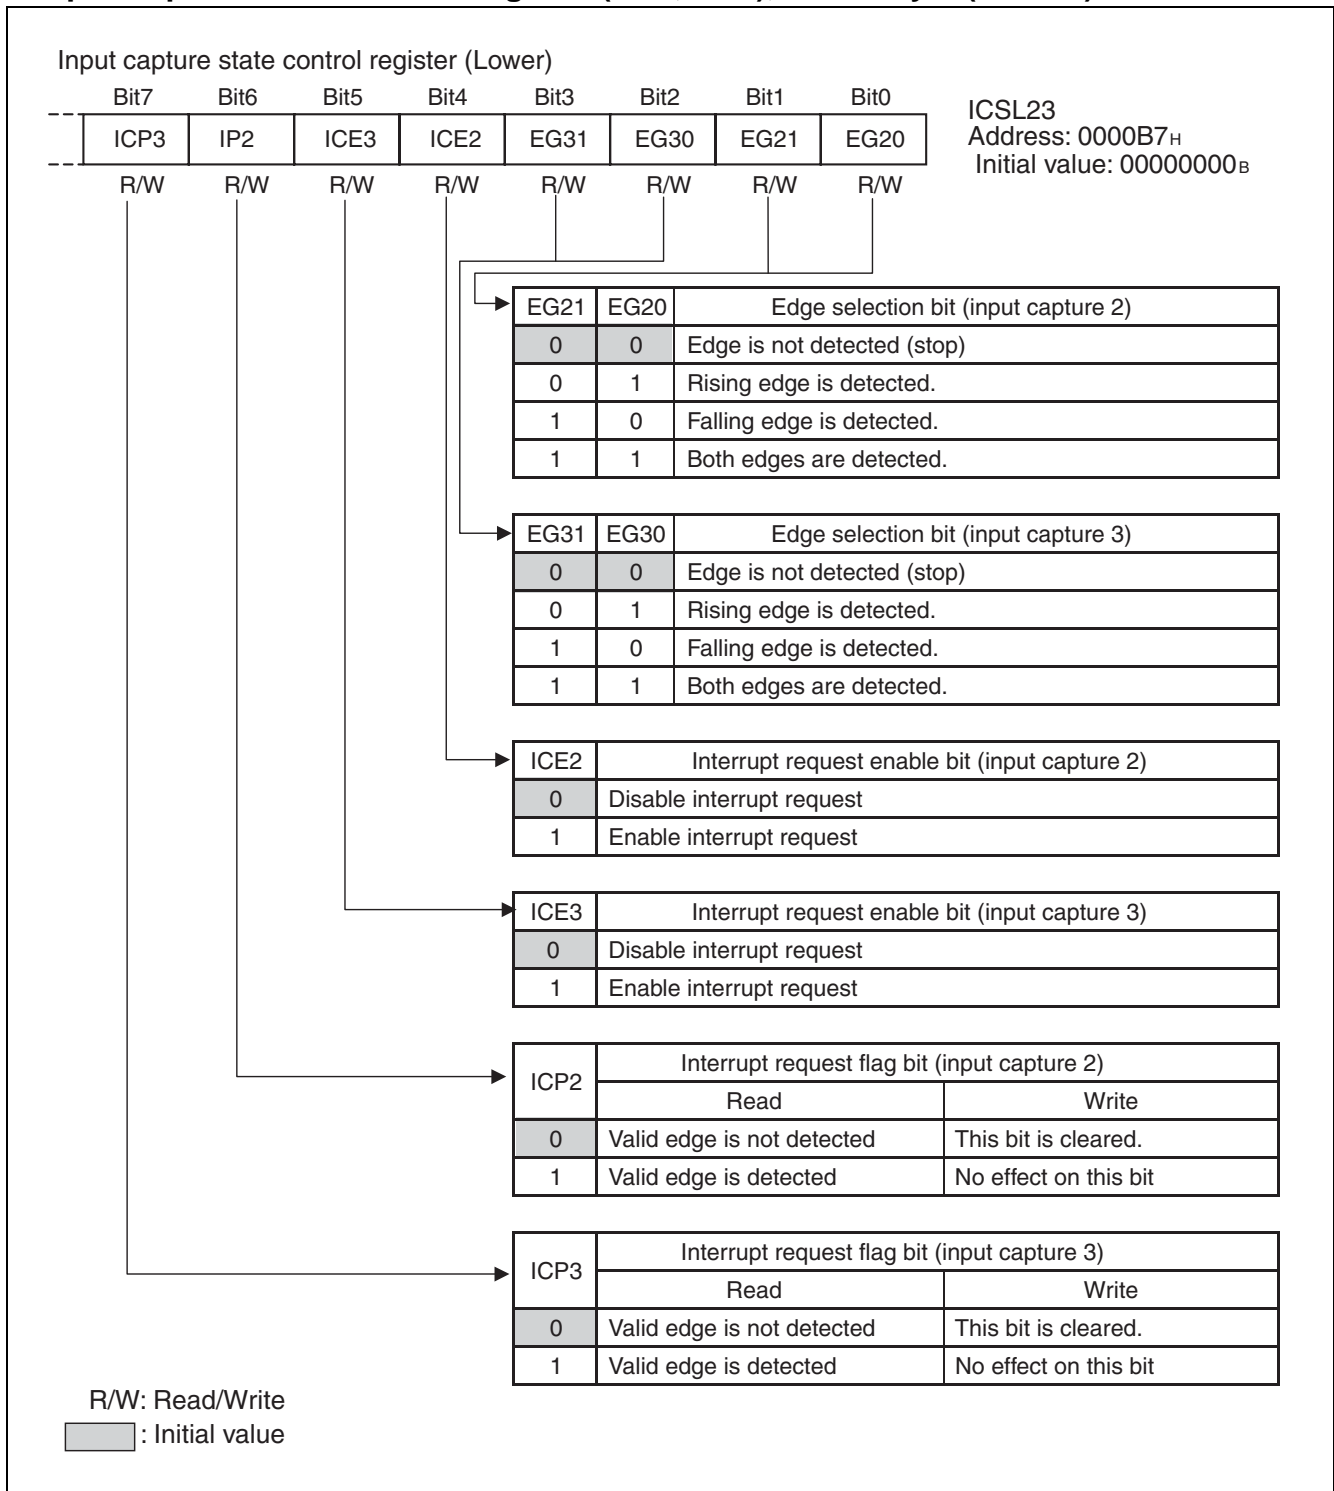 Input capture state control register (Lower)
Bit7 Bit6 Bit5 Bit4 Bit3 Bit2 Bit1 Bit0
ICP3 IP2 ICE3 ICE2 EG31 EG30 EG21 EG20
R/W R/W R/W R/W R/W R/W R/W R/W
ICSL23
Address: 0000B7H
Initial value: 00000000B
EG21 EG20 Edge selection bit (input capture 2)
0 0 Edge is not detected (stop)
0 1 Rising edge is detected.
1 0 Falling edge is detected.
1 1 Both edges are detected.
EG31 EG30 Edge selection bit (input capture 3)
0 0 Edge is not detected (stop)
0 1 Rising edge is detected.
1 0 Falling edge is detected.
1 1 Both edges are detected.
ICE2 Interrupt request enable bit (input capture 2)
0 Disable interrupt request
1 Enable interrupt request
ICE3 Interrupt request enable bit (input capture 3)
0 Disable interrupt request
1 Enable interrupt request
ICP2 Interrupt request flag bit (input capture 2)
Read Write
0 Valid edge is not detected This bit is cleared.
1 Valid edge is detected No effect on this bit
ICP3 Interrupt request flag bit (input capture 3)
Read Write
0 Valid edge is not detected This bit is cleared.
1 Valid edge is detected No effect on this bit
R/W: Read/Write
: Initial value